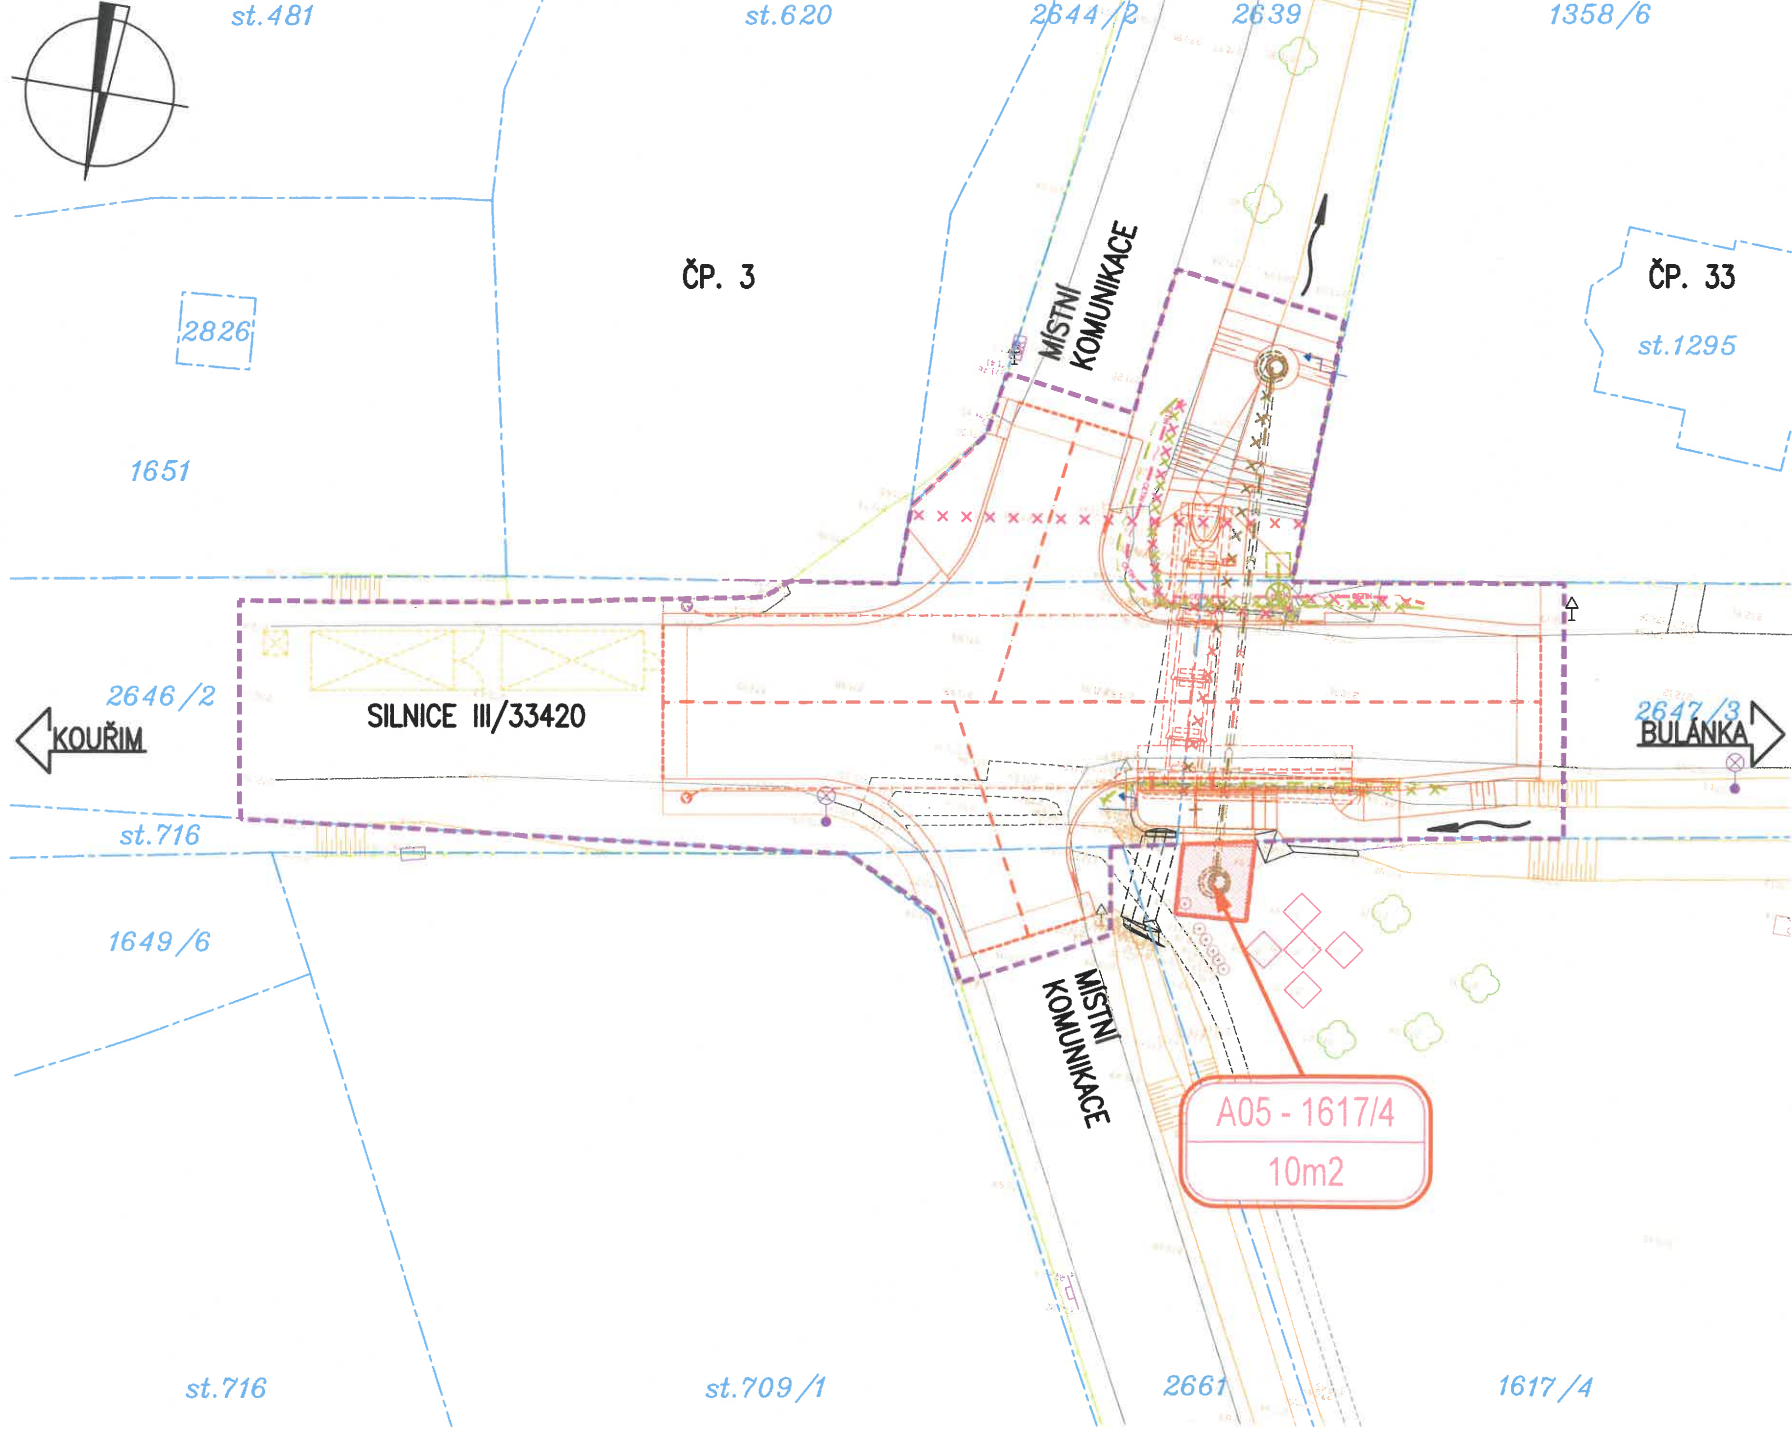 st.481
st.620
2644/2
2639
1358/6
ČP. 3
MÍSTNÍ
KOMUNIKACE
ČP. 33
2826
st.1295
1651
2646/2
SILNICE III/33420
2647/3
KOUŘIM
BULÁNKA
st.716
1649/6
MÍSTNÍ
KOMUNIKACE
A05 - 1617/4
10m2
st.716
st.709/1
2661
1617/4